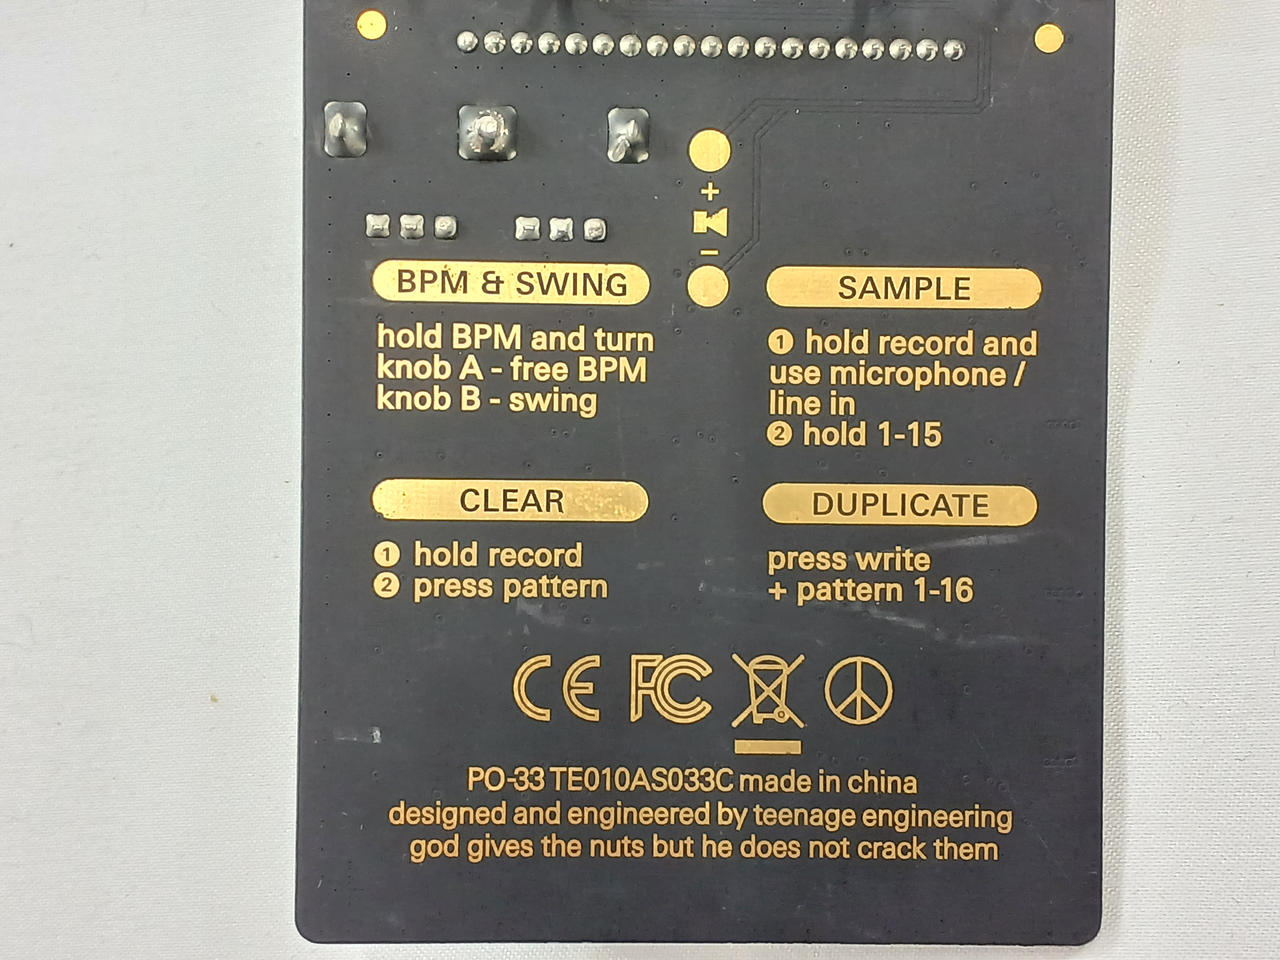 +
−
BPM & SWING
hold BPM and turn
knob A - free BPM
knob B - swing
SAMPLE
1 hold record and
use microphone /
line in
2 hold 1-15
CLEAR
1 hold record
2 press pattern
DUPLICATE
press write
+ pattern 1-16
CE FC
PO-33 TE010AS033C made in china
designed and engineered by teenage engineering
god gives the nuts but he does not crack them